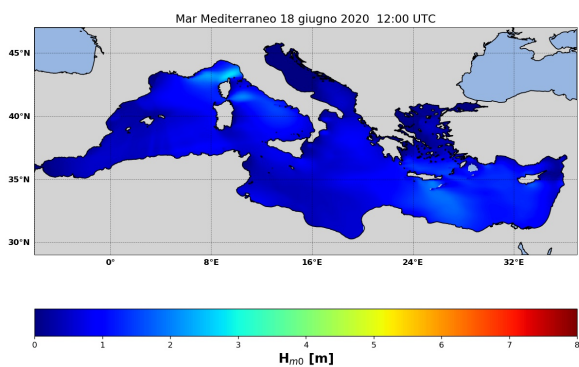 Mar Mediterraneo 18 giugno 2020  12:00 UTC
45°N
40°N
35°N
30°N
0° 8°E 16°E 24°E 32°E
0 1 2 3 4 5 6 7 8
Hm0 [m]